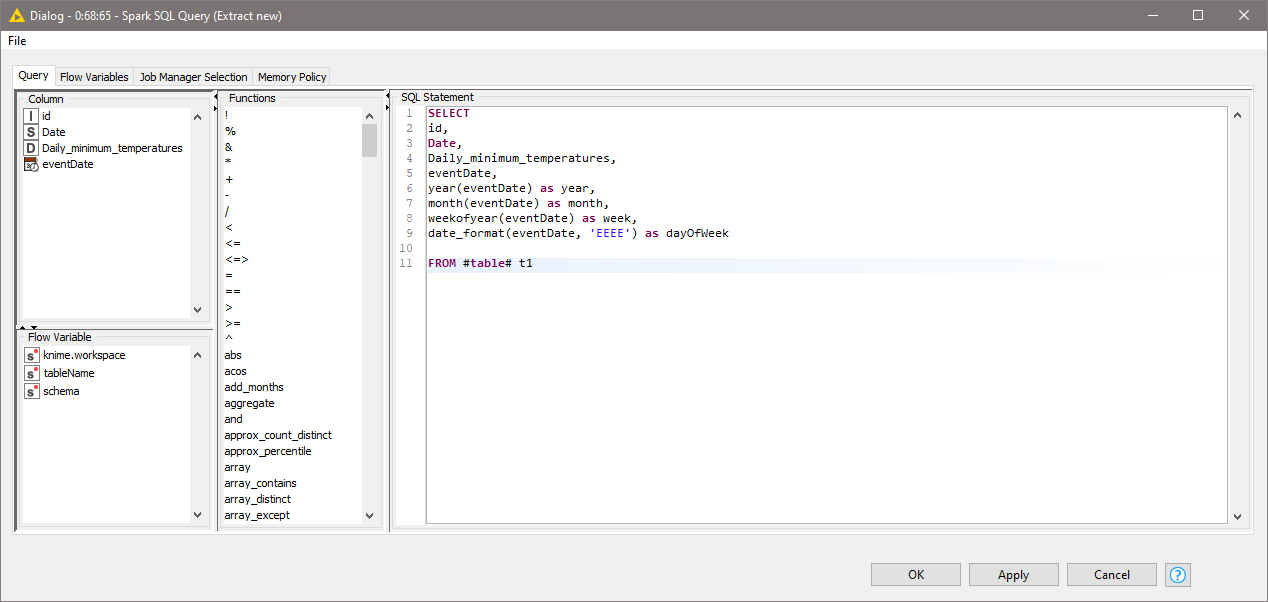 Dialog - 0:68:65 - Spark SQL Query (Extract new)
File
Query Flow Variables Job Manager Selection Memory Policy
Column
I id
S Date
D Daily_minimum_temperatures
eventDate
Flow Variable
s knime.workspace
s tableName
s schema
Functions
!
%
&
*
+
-
/
<
<=
<=>
=
==
>
>=
^
abs
acos
add_months
aggregate
and
approx_count_distinct
approx_percentile
array
array_contains
array_distinct
array_except
SQL Statement
1 SELECT
2 id,
3 Date,
4 Daily_minimum_temperatures,
5 eventDate,
6 year(eventDate) as year,
7 month(eventDate) as month,
8 weekofyear(eventDate) as week,
9 date_format(eventDate, 'EEEE') as dayOfWeek
10
11 FROM #table# t1
OK Apply Cancel ?